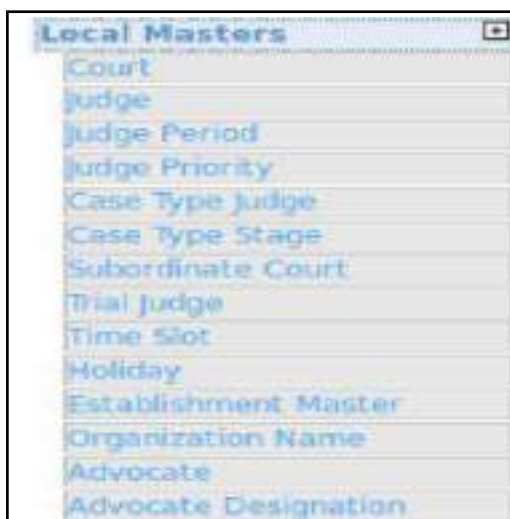 Local Masters
Court
Judge
Judge Period
Judge Priority
Case Type Judge
Case Type Stage
Subordinate Court
Trial Judge
Time Slot
Holiday
Establishment Master
Organization Name
Advocate
Advocate Designation